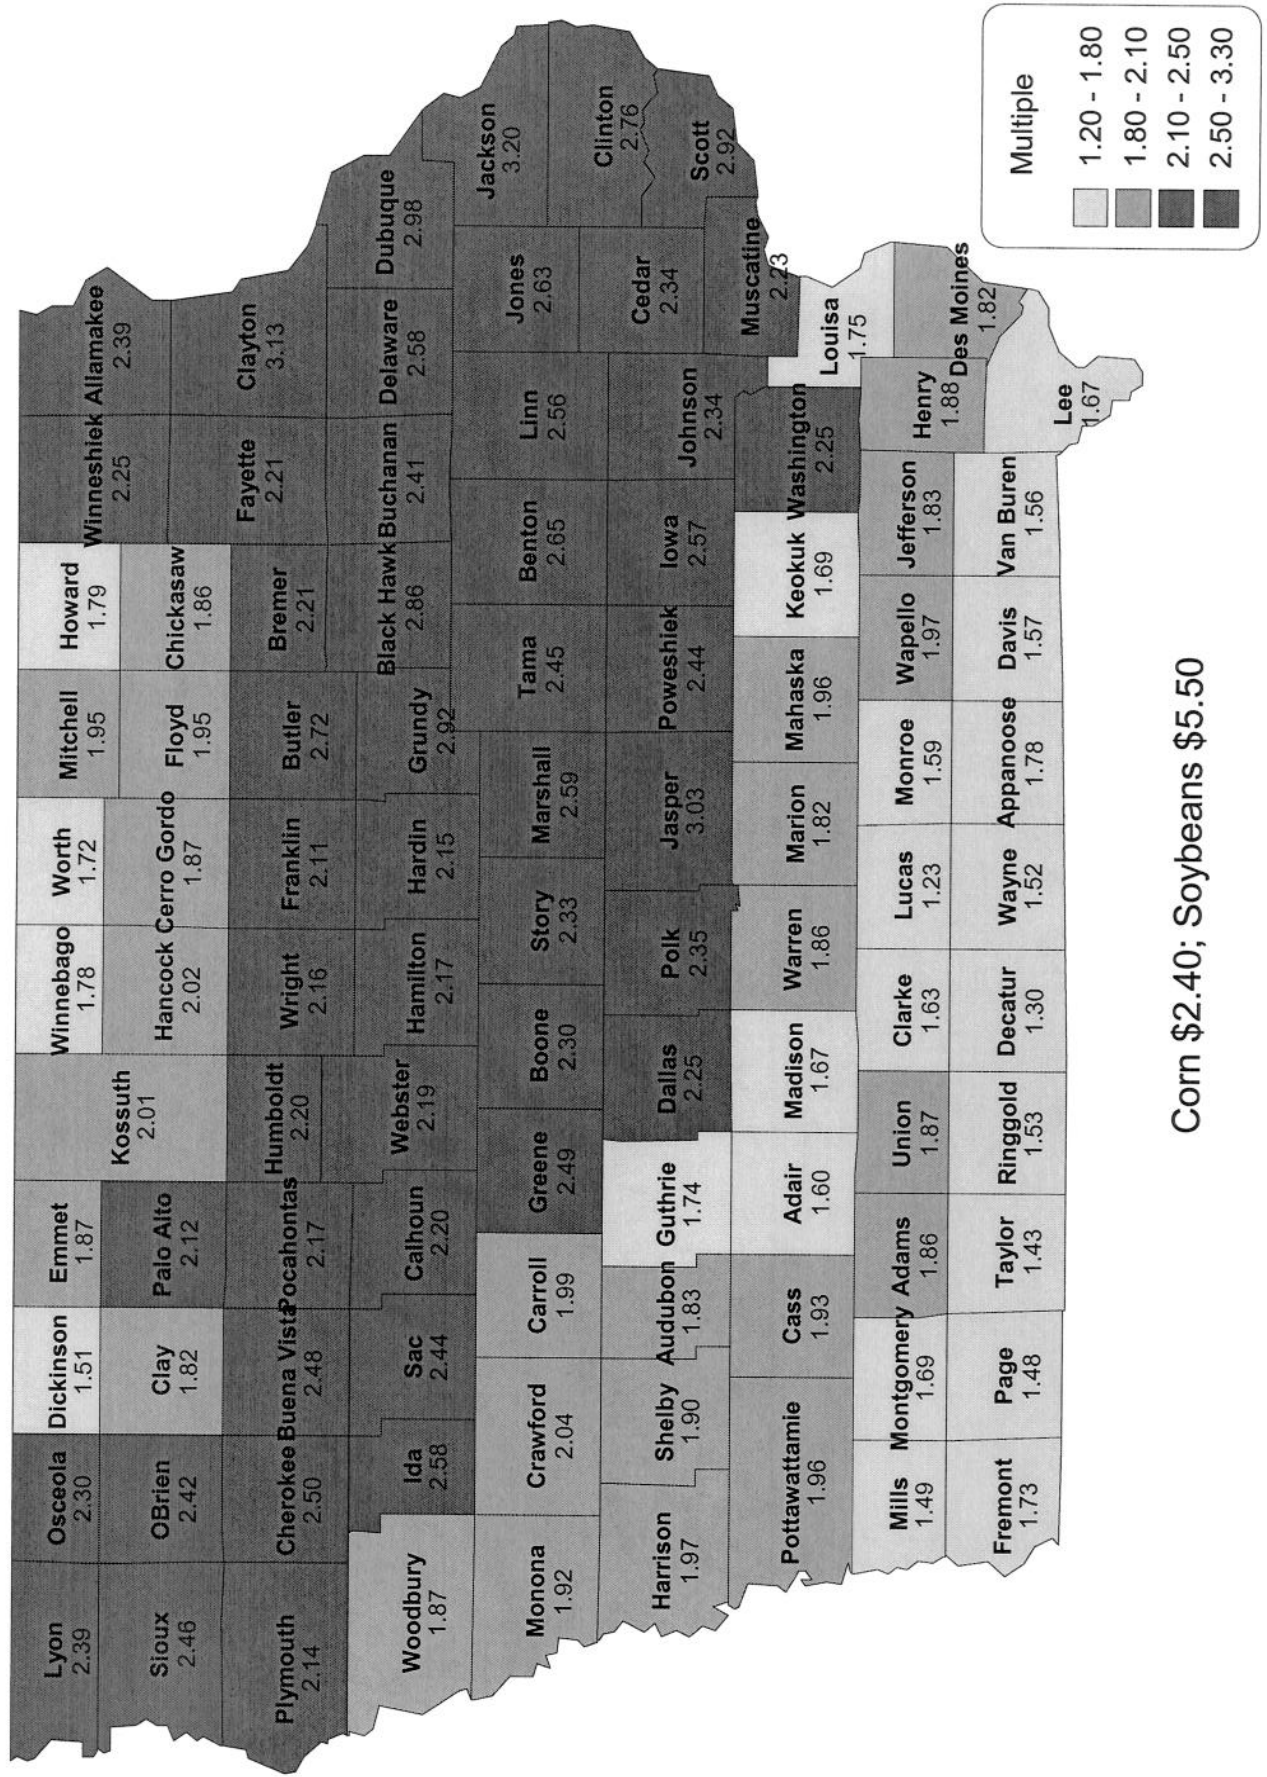 Lyon
2.39
Osceola
2.30
Dickinson
1.51
Emmet
1.87
Kossuth
2.01
Winnebago
1.78
Worth
1.72
Mitchell
1.95
Howard
1.79
Winneshiek
2.25
Allamakee
2.39
Sioux
2.46
OBrien
2.42
Clay
1.82
Palo Alto
2.12
Hancock
2.02
Cerro Gordo
1.87
Floyd
1.95
Chickasaw
1.86
Plymouth
2.14
Cherokee
2.50
Buena Vista
2.48
Pocahontas
2.17
Humboldt
2.20
Wright
2.16
Franklin
2.11
Butler
2.72
Bremer
2.21
Fayette
2.21
Clayton
3.13
Woodbury
1.87
Ida
2.58
Sac
2.44
Calhoun
2.20
Webster
2.19
Hamilton
2.17
Hardin
2.15
Grundy
2.92
Black Hawk
2.86
Buchanan
2.41
Delaware
2.58
Dubuque
2.98
Monona
1.92
Crawford
2.04
Carroll
1.99
Greene
2.49
Boone
2.30
Story
2.33
Marshall
2.59
Tama
2.45
Benton
2.65
Linn
2.56
Jones
2.63
Jackson
3.20
Clinton
2.76
Harrison
1.97
Shelby
1.90
Audubon
1.83
Guthrie
1.74
Dallas
2.25
Polk
2.35
Jasper
3.03
Poweshiek
2.44
Iowa
2.57
Johnson
2.34
Cedar
2.34
Scott
2.92
Muscatine
2.23
Pottawattamie
1.96
Cass
1.93
Adair
1.60
Madison
1.67
Warren
1.86
Marion
1.82
Mahaska
1.96
Keokuk
1.69
Washington
2.25
Louisa
1.75
Mills
1.49
Montgomery
1.69
Adams
1.86
Union
1.87
Clarke
1.63
Lucas
1.23
Monroe
1.59
Wapello
1.97
Jefferson
1.83
Henry
1.88
Des Moines
1.82
Fremont
1.73
Page
1.48
Taylor
1.43
Ringgold
1.53
Decatur
1.30
Wayne
1.52
Appanoose
1.78
Davis
1.57
Van Buren
1.56
Lee
1.67
Multiple
1.20 - 1.80
1.80 - 2.10
2.10 - 2.50
2.50 - 3.30
Corn $2.40; Soybeans $5.50